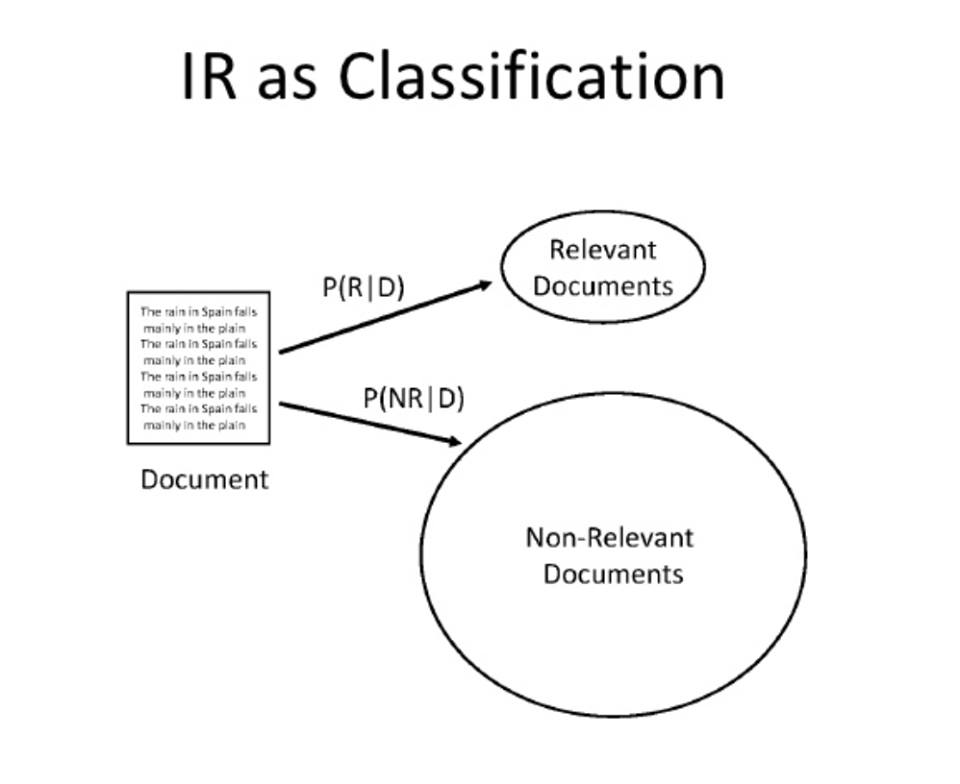 IR as Classification
Relevant
Documents
P(R|D)
The rain in Spain falls
mainly in the plain
The rain in Spain falls
mainly in the plain
The rain in Spain falls
mainly in the plain
The rain in Spain falls
mainly in the plain
P(NR|D)
Document
Non-Relevant
Documents